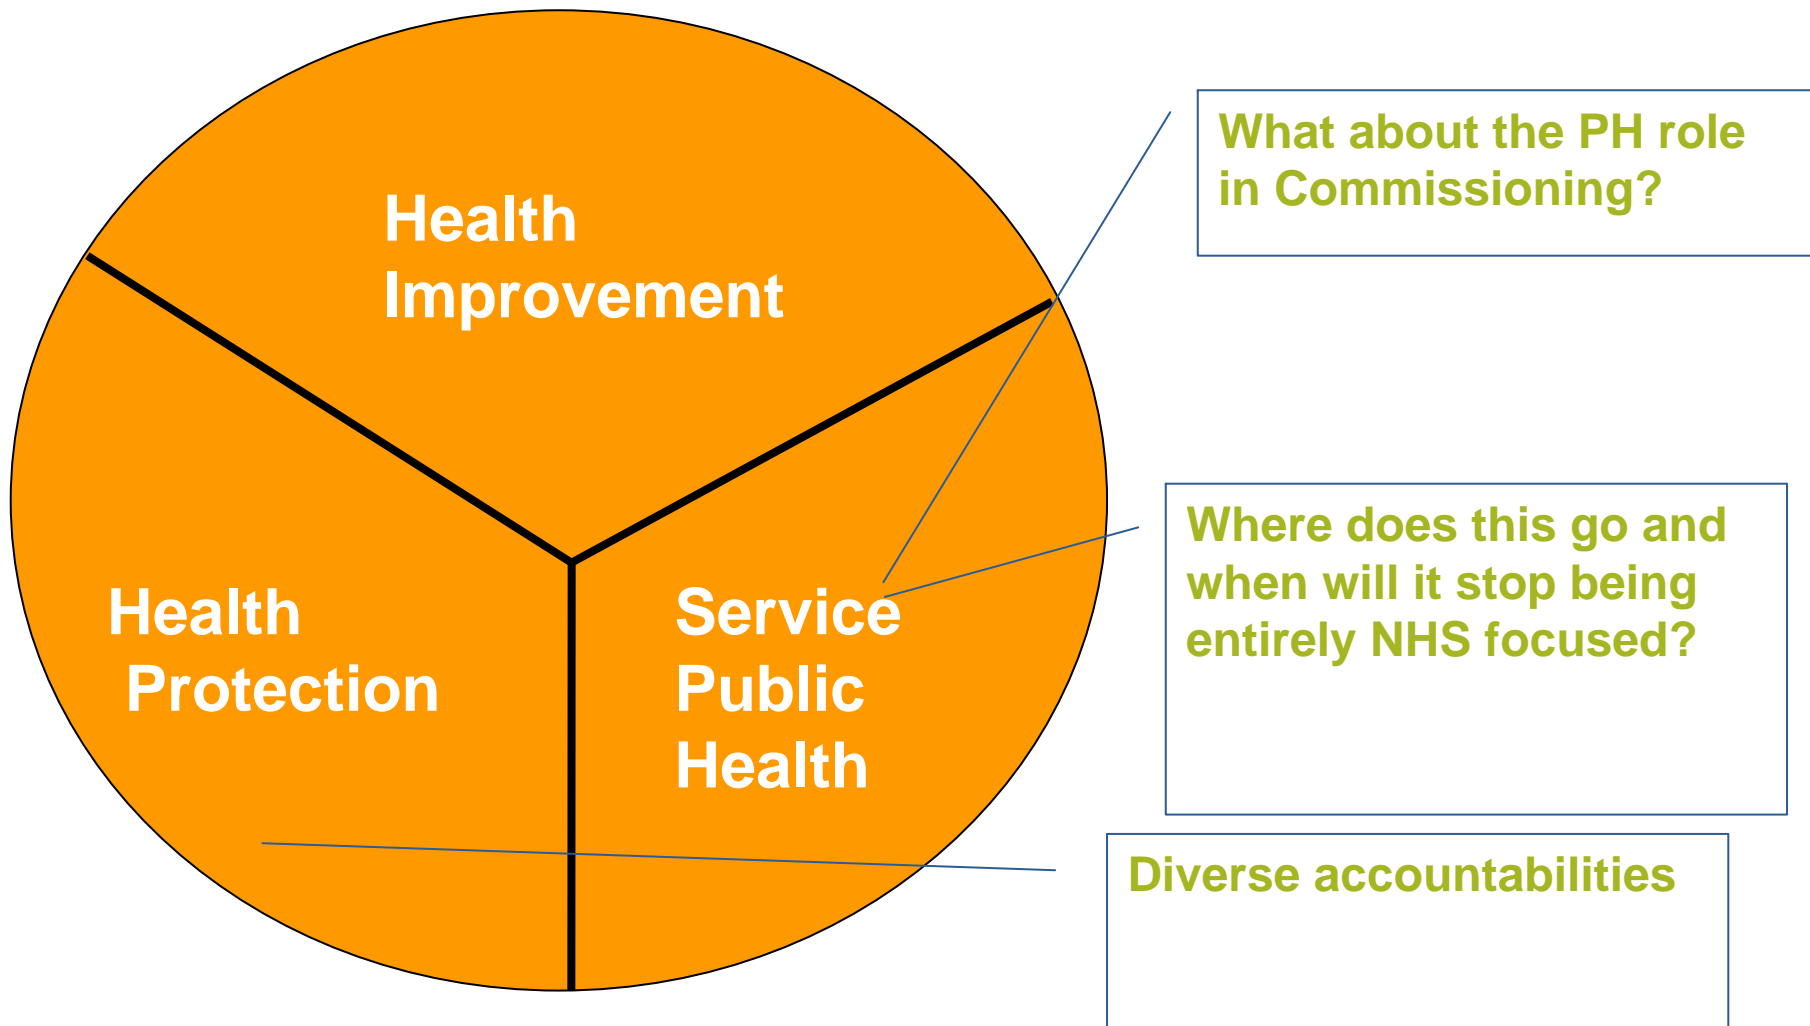 Health
Improvement
Health
Protection
Service
Public
Health
What about the PH role
in Commissioning?
Where does this go and
when will it stop being
entirely NHS focused?
Diverse accountabilities